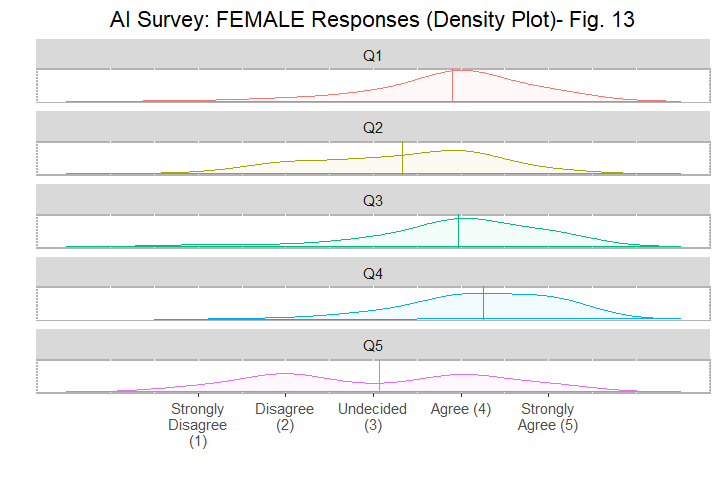 AI Survey: FEMALE Responses (Density Plot)- Fig. 13
Q1
Q2
Q3
Q4
Q5
Strongly
Disagree
(1)
Disagree
(2)
Undecided
(3)
Agree (4)
Strongly
Agree (5)